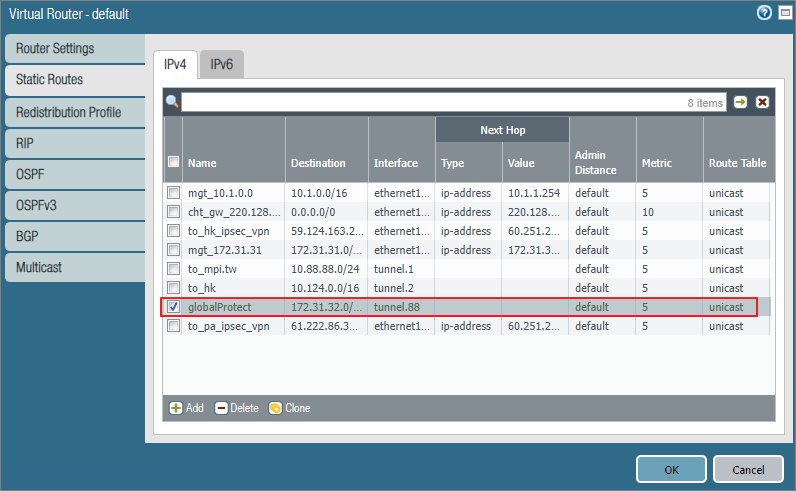 Virtual Router - default
Router Settings
Static Routes
Redistribution Profile
RIP
OSPF
OSPFv3
BGP
Multicast
IPv4 IPv6
8 items
Next Hop
Name Destination Interface Type Value Admin Distance Metric Route Table
mgt_10.1.0.0 10.1.0.0/16 ethernet1... ip-address 10.1.1.254 default 5 unicast
cht_gw_220.128.... 0.0.0.0/0 ethernet1... ip-address 220.128.... default 10 unicast
to_hk_ipsec_vpn 59.124.163.2... ethernet1... ip-address 60.251.2... default 5 unicast
mgt_172.31.31 172.31.31.0/... ethernet1... ip-address 172.31.3... default 5 unicast
to_mpi.tw 10.88.88.0/24 tunnel.1 default 5 unicast
to_hk 10.124.0.0/16 tunnel.2 default 5 unicast
globalProtect 172.31.32.0/... tunnel.88 default 5 unicast
to_pa_ipsec_vpn 61.222.86.3... ethernet1... ip-address 60.251.2... default 5 unicast
Add Delete Clone
OK Cancel